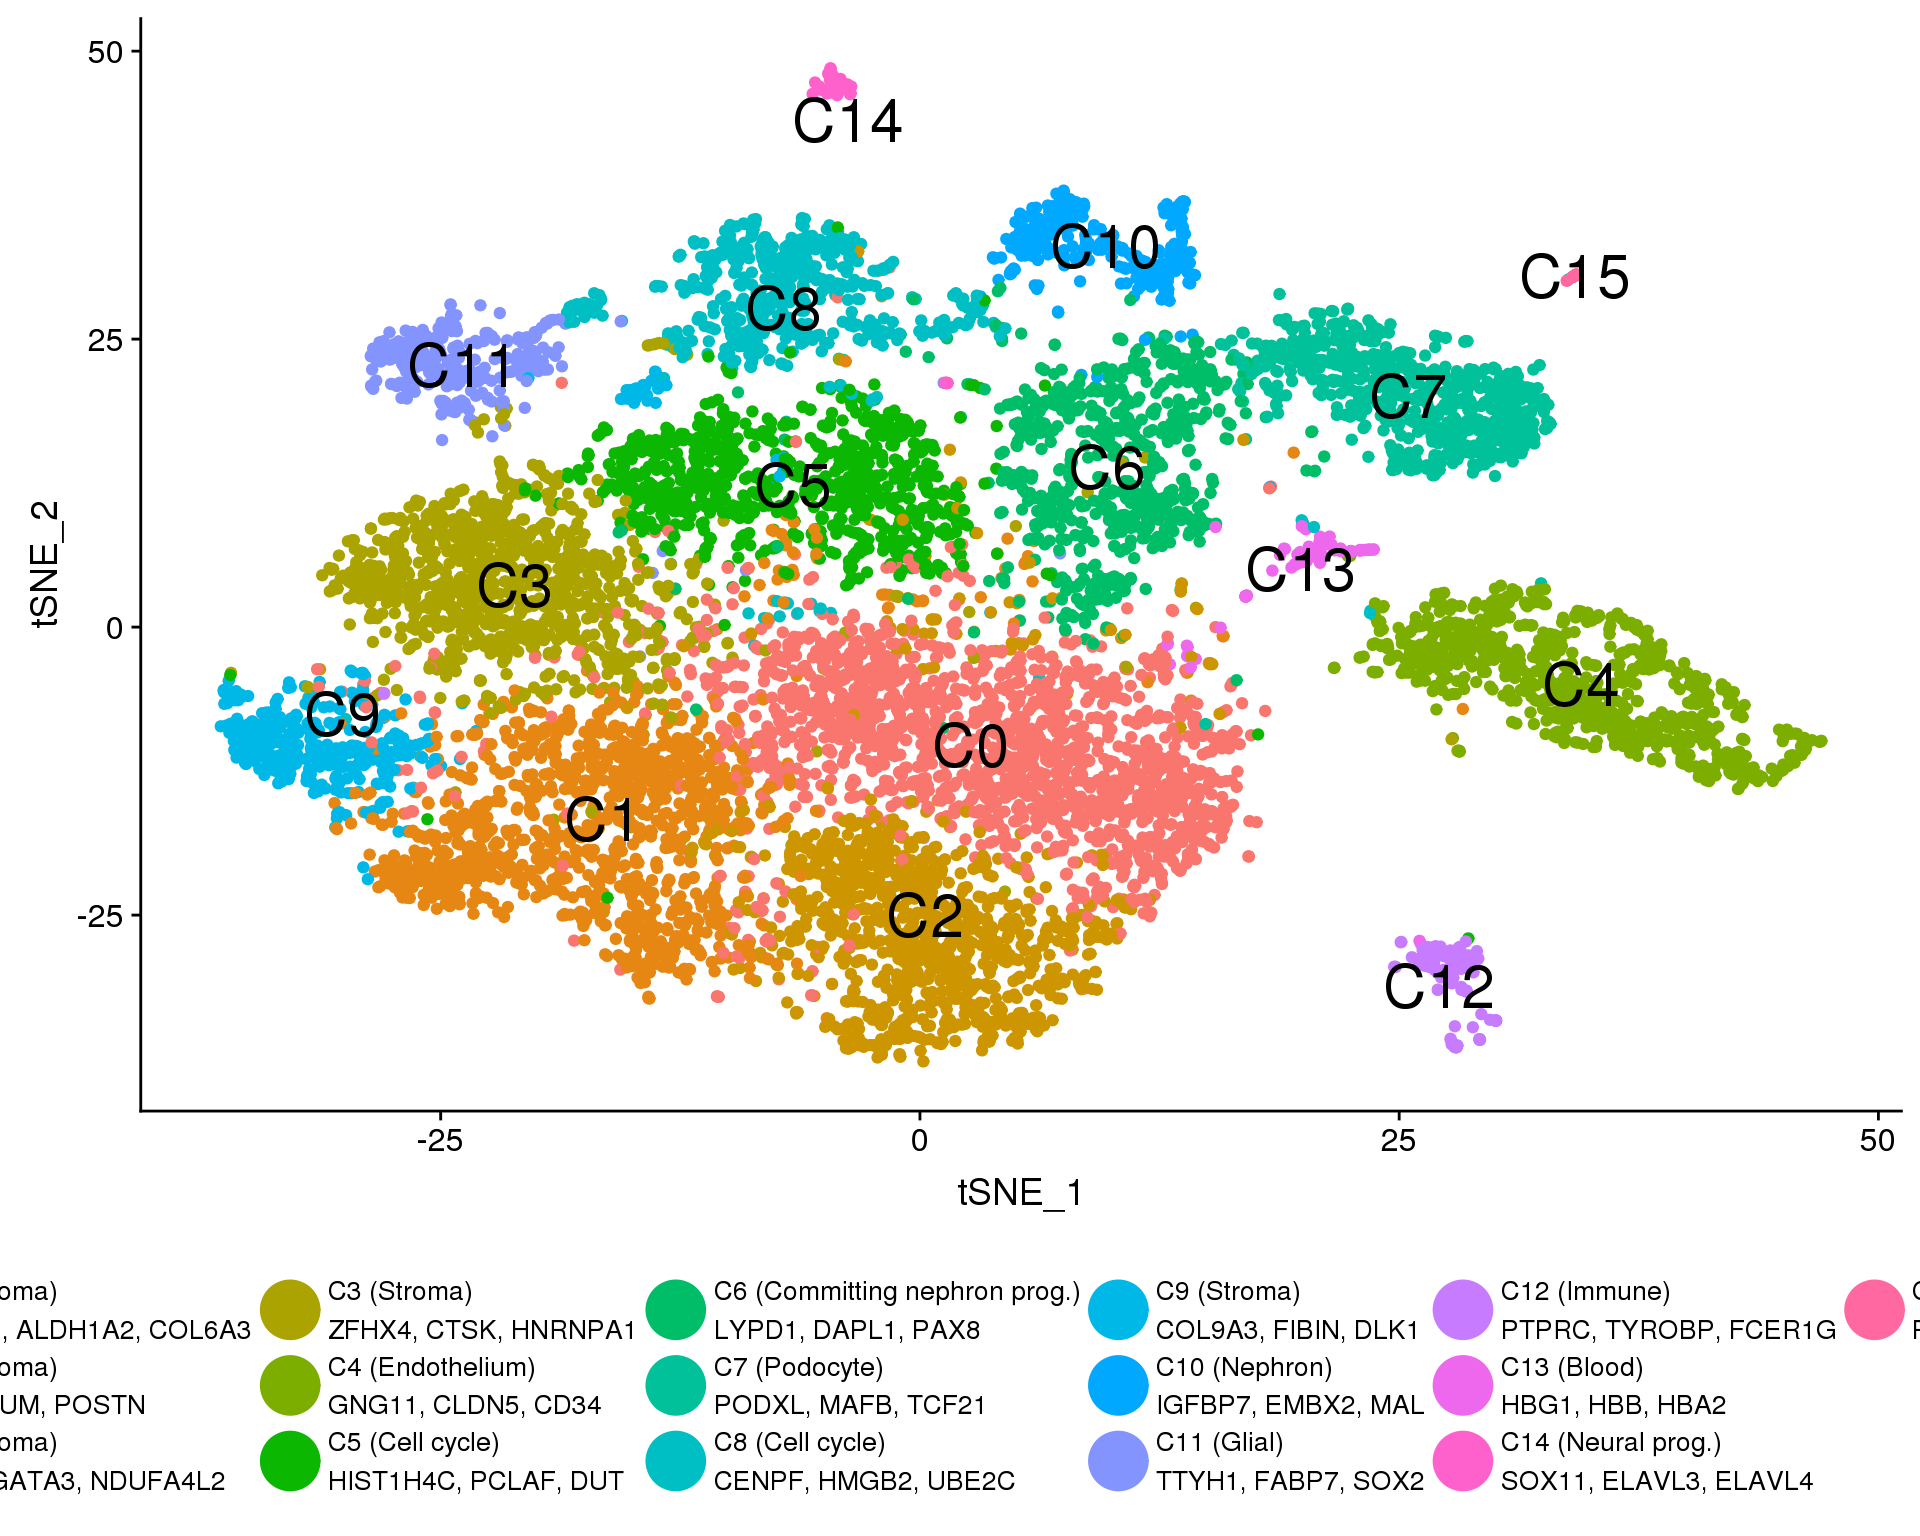 50
25
0
-25
tSNE_2
C14
C10
C15
C8
C11
C7
C6
C5
C13
C3
C4
C9
C0
C1
C2
C12
-25
0
25
50
tSNE_1
C3 (Stroma)
, ALDH1A2, COL6A3
ZFHX4, CTSK, HNRNPA1
C4 (Endothelium)
POSTN
GNG11, CLDN5, CD34
C5 (Cell cycle)
GATA3, NDUFA4L2
HIST1H4C, PCLAF, DUT
C6 (Committing nephron prog.)
LYPD1, DAPL1, PAX8
C7 (Podocyte)
PODXL, MAFB, TCF21
C8 (Cell cycle)
CENPF, HMGB2, UBE2C
C9 (Stroma)
COL9A3, FIBIN, DLK1
C10 (Nephron)
IGFBP7, EMBX2, MAL
C11 (Glial)
TTYH1, FABP7, SOX2
C12 (Immune)
PTPRC, TYROBP, FCER1G
C13 (Blood)
HBG1, HBB, HBA2
C14 (Neural prog.)
SOX11, ELAVL3, ELAVL4